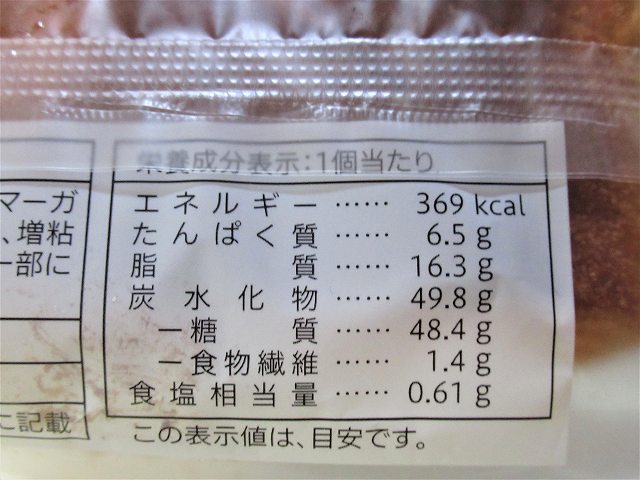 栄養成分表示:1個当たり
エネルギー…… 369 kcal
たんぱく質…… 6.5 g
脂質…… 16.3 g
炭水化物…… 49.8 g
ー糖質…… 48.4 g
ー食物繊維…… 1.4 g
食塩相当量…… 0.61 g
この表示値は、目安です。
マーガ
、増粘
一部に
に記載